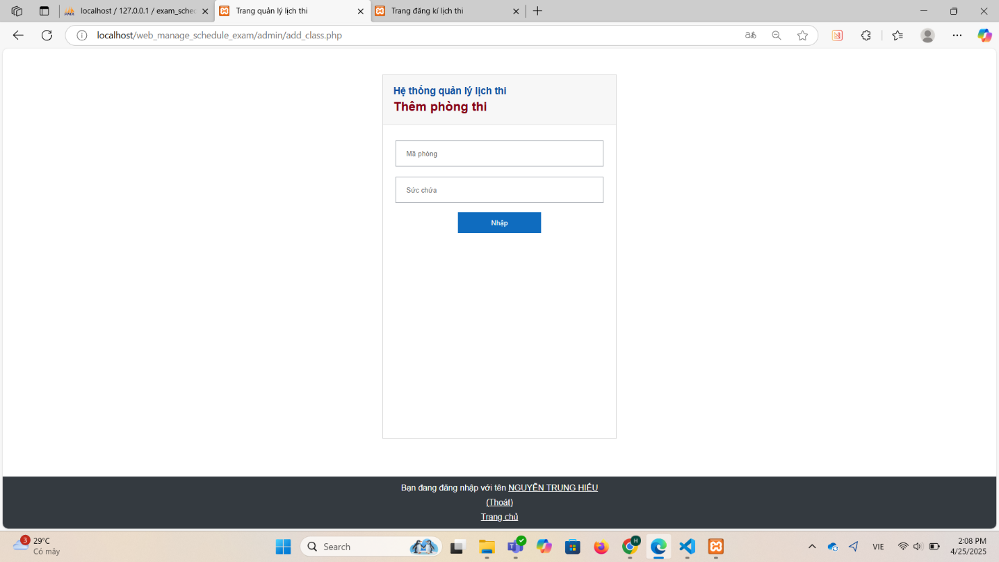 localhost / 127.0.0.1 / exam_sched
Trang quản lý lịch thi
Trang đăng kí lịch thi
localhost/web_manage_schedule_exam/admin/add_class.php
Hệ thống quản lý lịch thi
Thêm phòng thi
Mã phòng
Sức chứa
Nhập
Bạn đang đăng nhập với tên NGUYỄN TRUNG HIẾU
(Thoát)
Trang chủ
3
29°C
Có mây
Search
H
VIE
2:08 PM
4/25/2025